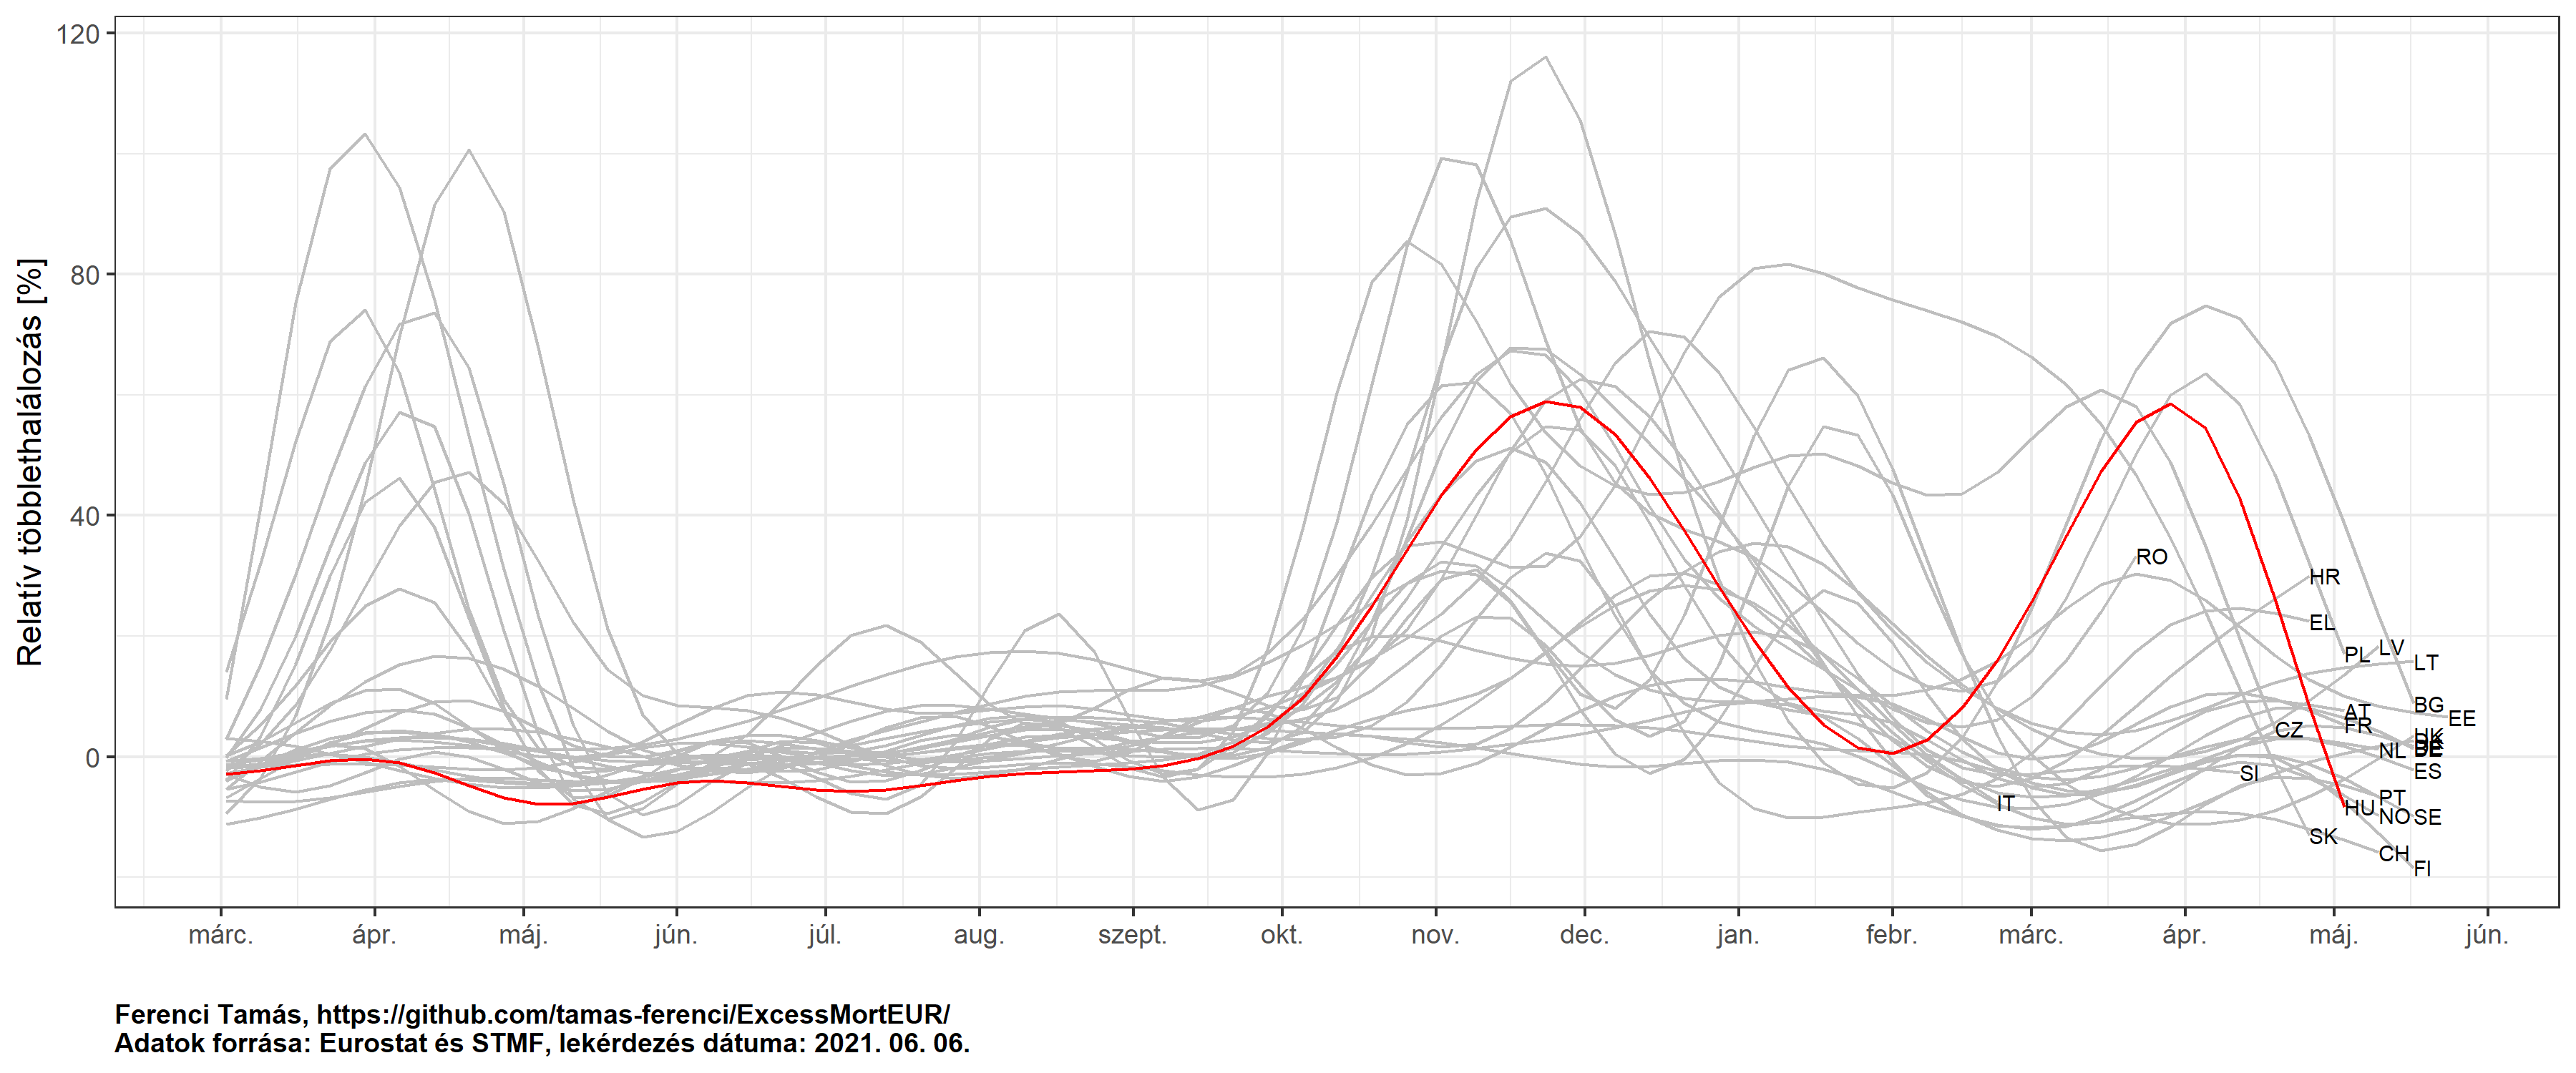 120
80
40
0
Relatív többlethalálozás [%]
RO
HR
EL
PL
LV
LT
BG
EE
AT
FR
CZ
NL
ES
SI
IT
PT
HU
NO
SE
SK
CH
FI
márc.
ápr.
máj.
jún.
júl.
aug.
szept.
okt.
nov.
dec.
jan.
febr.
márc.
ápr.
máj.
jún.
Ferenci Tamás, https://github.com/tamas-ferenci/ExcessMortEUR/
Adatok forrása: Eurostat és STMF, lekérdezés dátuma: 2021. 06. 06.